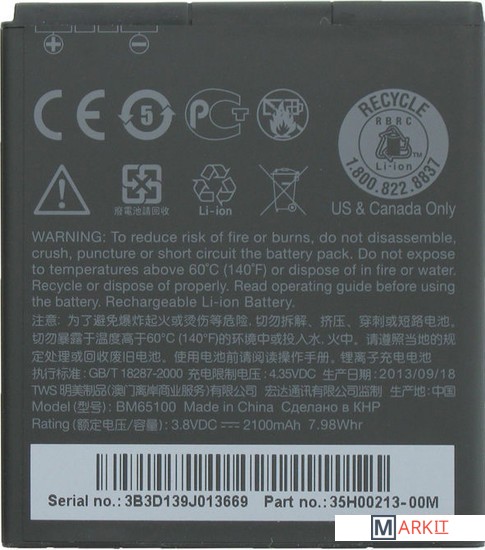 5
РСТ
RECYCLE
RBRC
Li-ion
1.800.822.8837
廢電池請回收
Li-ion
US & Canada Only
WARNING: To reduce risk of fire or burns, do not disassemble,
crush, puncture or short circuit the battery pack. Do not expose
to temperatures above 60°C (140°F) or dispose of in fire or water.
Recycle or dispose of properly. Read operating guide before using
the battery. Rechargeable Li-ion Battery.
注意: 为了避免爆炸起火或烫伤等危险, 切勿拆解、挤压、穿刺或短路电池,
切勿暴露于温度高于60°C (140°F) 的环境中或投入水, 火中。请遵照当地的规
定处理或回收废旧电池。使用电池前请阅读操作指南。锂离子充电电池
执行标准: GB/T 18287-2000 充电限制电压: 4.35VDC 生产日期: 2013/09/18
TWS 明美制品(澳门离岸商业服务)有限公司 宏达通讯有限公司监制 产地: 中国
Model (型号): BM65100 Made in China Сделано в КНР
Rating (额定电压/容量): 3.8VDC 2100mAh 7.98Whr
Serial no.:3B3D139J013669 Part no.:35H00213-00M
MARKIT